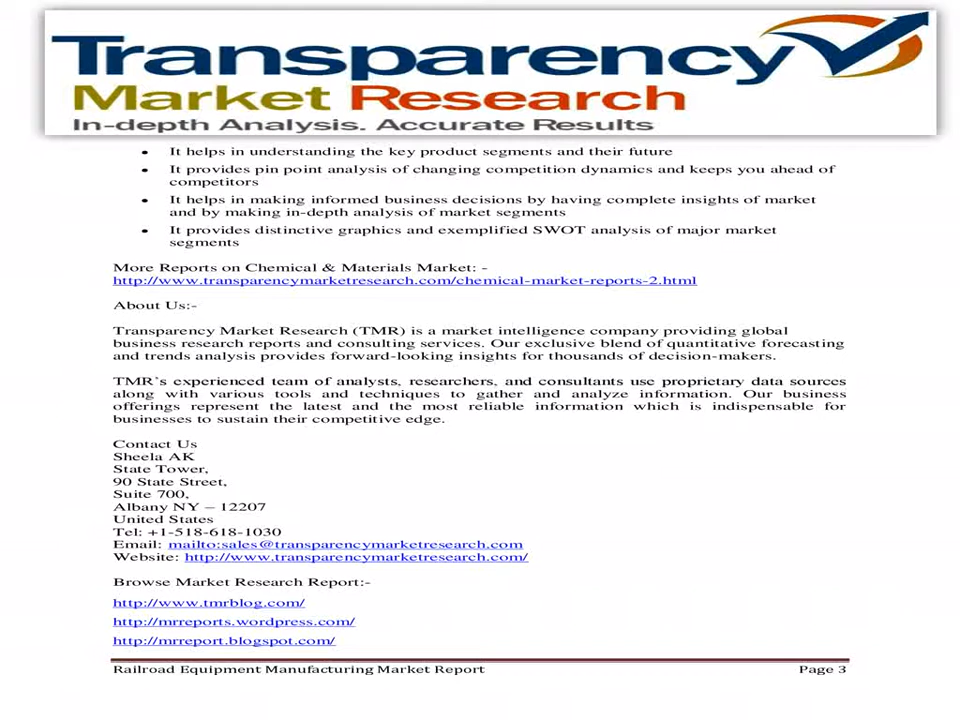 Transparency
Market Research
In-depth Analysis. Accurate Results
• It helps in understanding the key product segments and their future
• It provides pin point analysis of changing competition dynamics and keeps you ahead of
competitors
• It helps in making informed business decisions by having complete insights of market
and by making in-depth analysis of market segments
• It provides distinctive graphics and exemplified SWOT analysis of major market
segments
More Reports on Chemical & Materials Market: -
http://www.transparencymarketresearch.com/chemical-market-reports-2.html
About Us:-
Transparency Market Research (TMR) is a market intelligence company providing global
business research reports and consulting services. Our exclusive blend of quantitative forecasting
and trends analysis provides forward-looking insights for thousands of decision-makers.
TMR's experienced team of analysts, researchers, and consultants use proprietary data sources
along with various tools and techniques to gather and analyze information. Our business
offerings represent the latest and the most reliable information which is indispensable for
businesses to sustain their competitive edge.
Contact Us
Sheela AK
State Tower,
90 State Street,
Suite 700,
Albany NY – 12207
United States
Tel: +1-518-618-1030
Email: mailto:sales@transparencymarketresearch.com
Website: http://www.transparencymarketresearch.com/
Browse Market Research Report:-
http://www.tmrblog.com/
http://mrreports.wordpress.com/
http://mrreport.blogspot.com/
Railroad Equipment Manufacturing Market Report Page 3